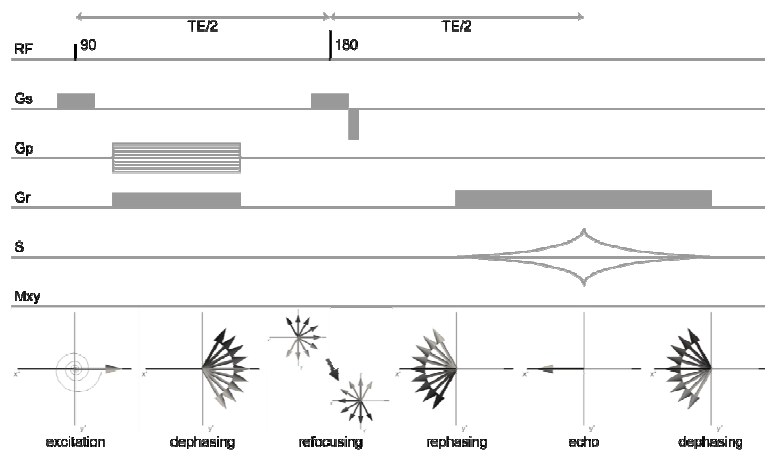 TE/2 TE/2
RF 90 180
Gs
Gp
Gr
S
Mxy
x' x' x' x' x'
y' y' y' y' y'
excitation dephasing refocusing rephasing echo dephasing